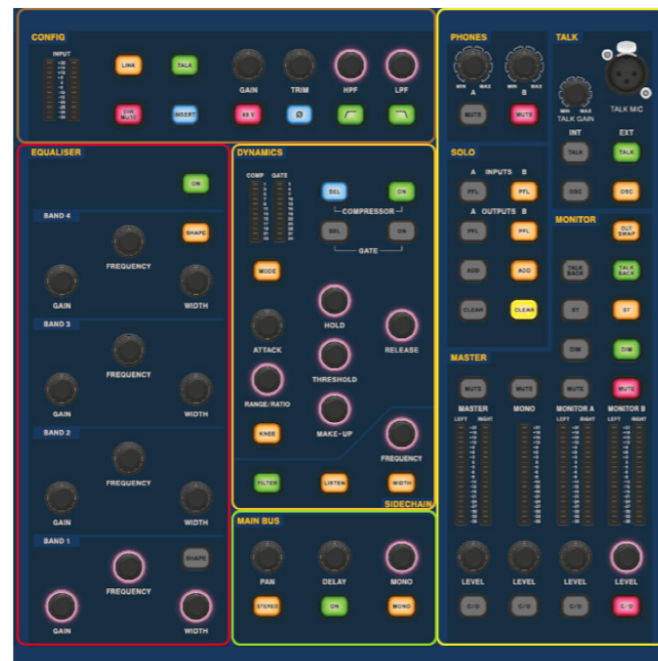 CONFIG
INPUT
LINK
TALK
GAIN
TRIM
HPF
LPF
DIR MUTE
INSERT
48 V
Ø
EQUALISER
ON
BAND 4
SHAPE
FREQUENCY
GAIN
WIDTH
BAND 3
FREQUENCY
GAIN
WIDTH
BAND 2
FREQUENCY
GAIN
WIDTH
BAND 1
SHAPE
FREQUENCY
GAIN
WIDTH
DYNAMICS
COMP GATE
SEL
ON
COMPRESSOR
SEL
ON
GATE
MODE
HOLD
ATTACK
RELEASE
THRESHOLD
RANGE/RATIO
MAKE-UP
KNEE
FREQUENCY
FILTER
LISTEN
WIDTH
SIDECHAIN
MAIN BUS
PAN
DELAY
MONO
STEREO
ON
MONO
PHONES
MIN MAX
MIN MAX
A
B
MUTE
MUTE
TALK
MIN MAX
TALK GAIN
TALK MIC
INT
EXT
TALK
TALK
OSC
OSC
SOLO
A INPUTS B
PFL
PFL
A OUTPUTS B
PFL
PFL
ADD
ADD
CLEAR
CLEAR
MONITOR
OUT SWAP
TALK BACK
TALK BACK
ST
ST
DIM
DIM
MASTER
MUTE
MUTE
MUTE
MUTE
MASTER
MONO
MONITOR A
MONITOR B
LEFT RIGHT
LEFT RIGHT
LEFT RIGHT
LEVEL
LEVEL
LEVEL
LEVEL
C/O
C/O
C/O
C/O